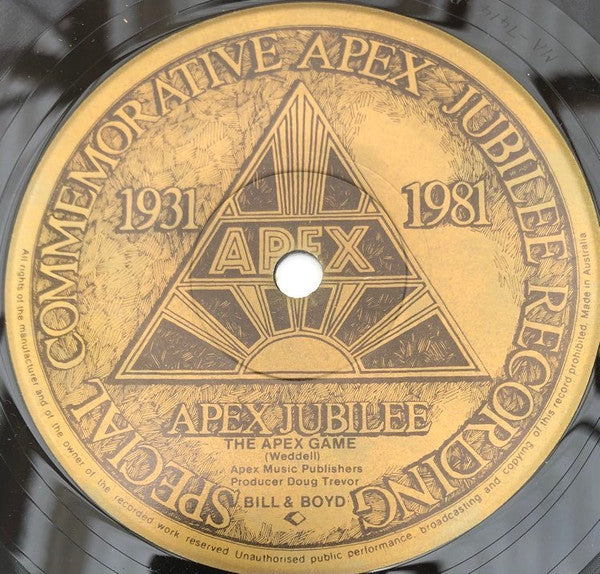 SPECIAL COMMEMORATIVE APEX JUBILEE RECORDING
1931
1981
APEX
APEX JUBILEE
THE APEX GAME
(Weddell)
Apex Music Publishers
Producer Doug Trevor
BILL & BOYD
All rights of the manufacturer and or the owner of the recorded work reserved Unauthorised public performance, broadcasting and copying of this record prohibited. Made in Australia